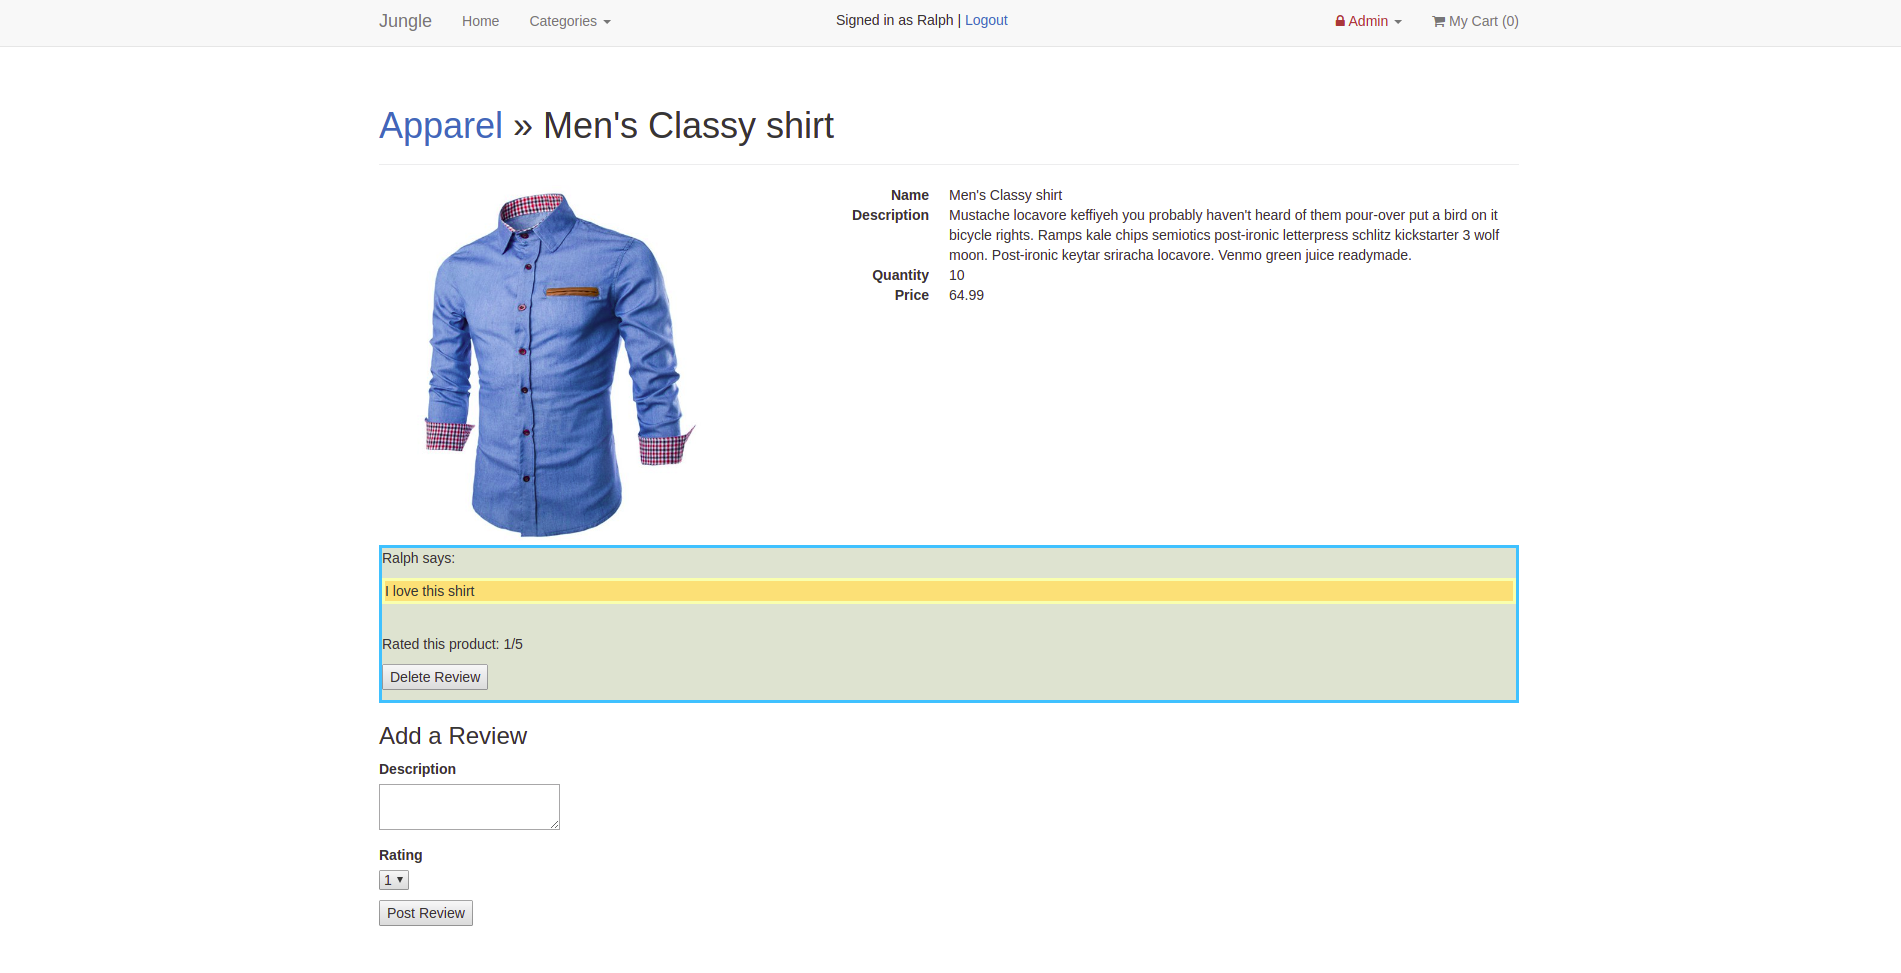 Jungle Home Categories Signed in as Ralph | Logout Admin My Cart (0)
Apparel » Men's Classy shirt
Name Men's Classy shirt
Description Mustache locavore keffiyeh you probably haven't heard of them pour-over put a bird on it
bicycle rights. Ramps kale chips semiotics post-ironic letterpress schlitz kickstarter 3 wolf
moon. Post-ironic keytar sriracha locavore. Venmo green juice readymade.
Quantity 10
Price 64.99
Ralph says:
I love this shirt
Rated this product: 1/5
Delete Review
Add a Review
Description
Rating
1
Post Review